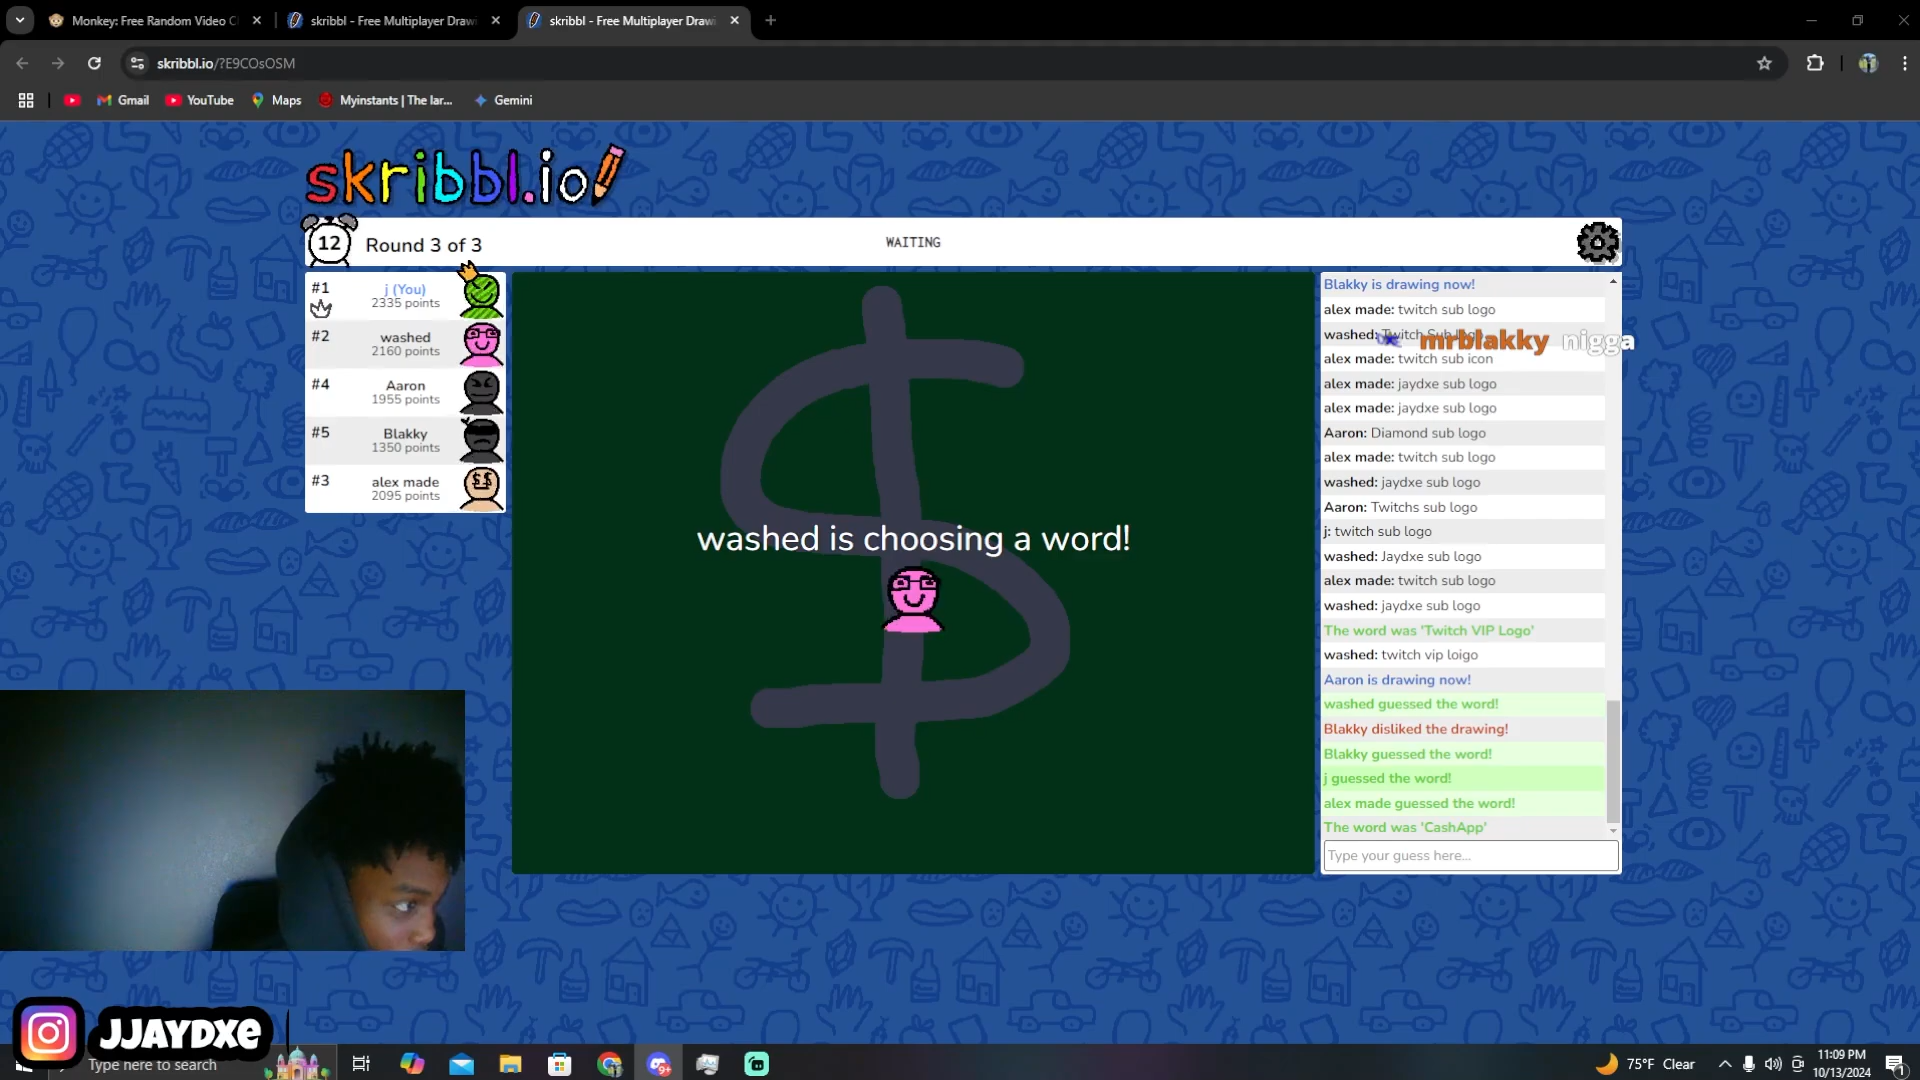 Monkey: Free Random Video C
skribbl - Free Multiplayer Draw
skribbl - Free Multiplayer Draw
skribbl.io/?E9COsOSM
Gmail
YouTube
Maps
Myinstants | The lar...
Gemini
skribbl.io
12
Round 3 of 3
WAITING
#1
j (You)
2335 points
#2
washed
2160 points
#4
Aaron
1955 points
#5
Blakky
1350 points
#3
alex made
2095 points
washed is choosing a word!
Blakky is drawing now!
alex made: twitch sub logo
washed: Twitch Sub logo
mrblakky nigga
alex made: twitch sub icon
alex made: jaydxe sub logo
alex made: jaydxe sub logo
Aaron: Diamond sub logo
alex made: twitch sub logo
washed: jaydxe sub logo
Aaron: Twitchs sub logo
j: twitch sub logo
washed: Jaydxe sub logo
alex made: twitch sub logo
washed: jaydxe sub logo
The word was 'Twitch VIP Logo'
washed: twitch vip loigo
Aaron is drawing now!
washed guessed the word!
Blakky disliked the drawing!
Blakky guessed the word!
j guessed the word!
alex made guessed the word!
The word was 'CashApp'
Type your guess here...
JJAYDXE
Type here to search
9+
75°F Clear
11:09 PM
10/13/2024
1